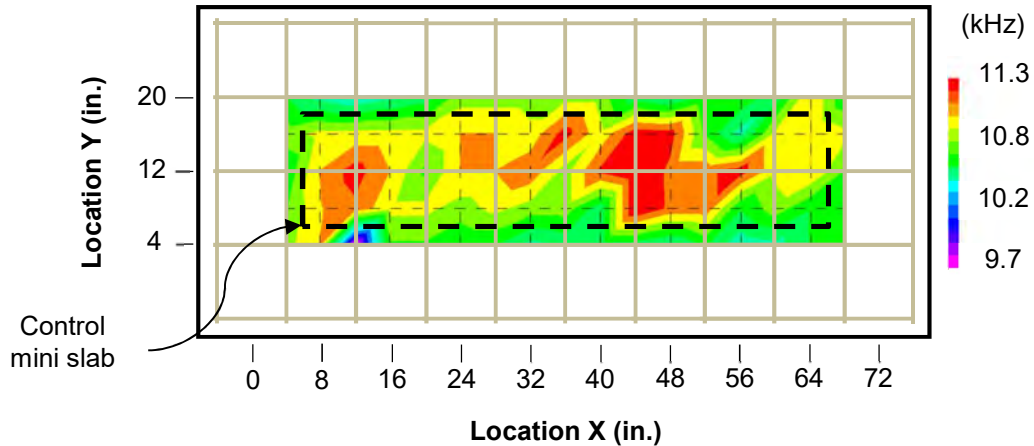 (kHz)
11.3
10.8
10.2
9.7
Location Y (in.)
20
12
4
Control
mini slab
0 8 16 24 32 40 48 56 64 72
Location X (in.)